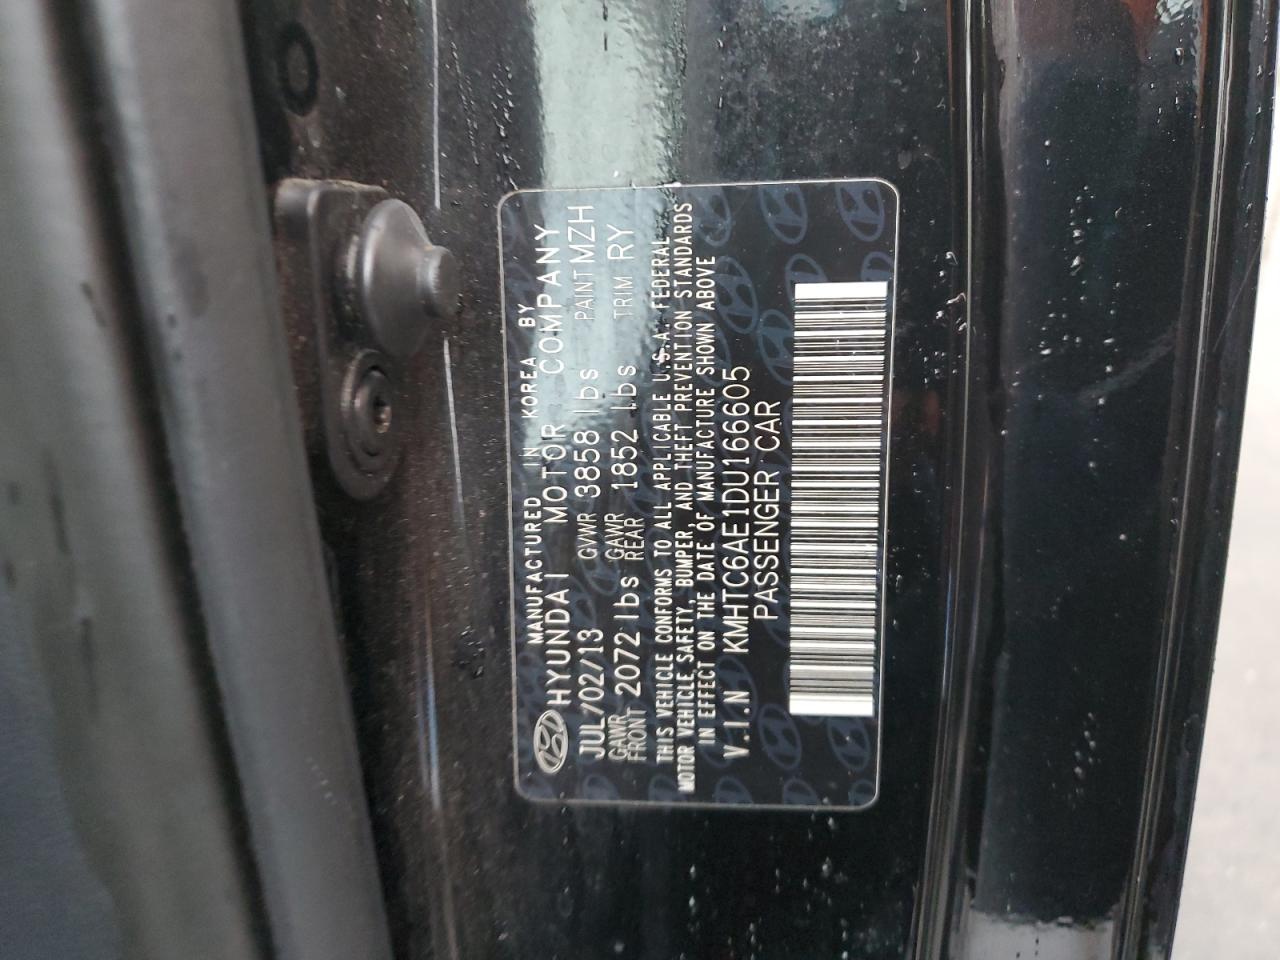 MANUFACTURED IN KOREA BY
HYUNDAI MOTOR COMPANY
JUL/02/13 GVWR 3858 lbs PAINT MZH
GAWR FRONT 2072 lbs GAWR REAR 1852 lbs TRIM RY
THIS VEHICLE CONFORMS TO ALL APPLICABLE U.S.A. FEDERAL
MOTOR VEHICLE SAFETY, BUMPER, AND THEFT PREVENTION STANDARDS
IN EFFECT ON THE DATE OF MANUFACTURE SHOWN ABOVE
V.I.N KMHTC6AE1DU166605
PASSENGER CAR